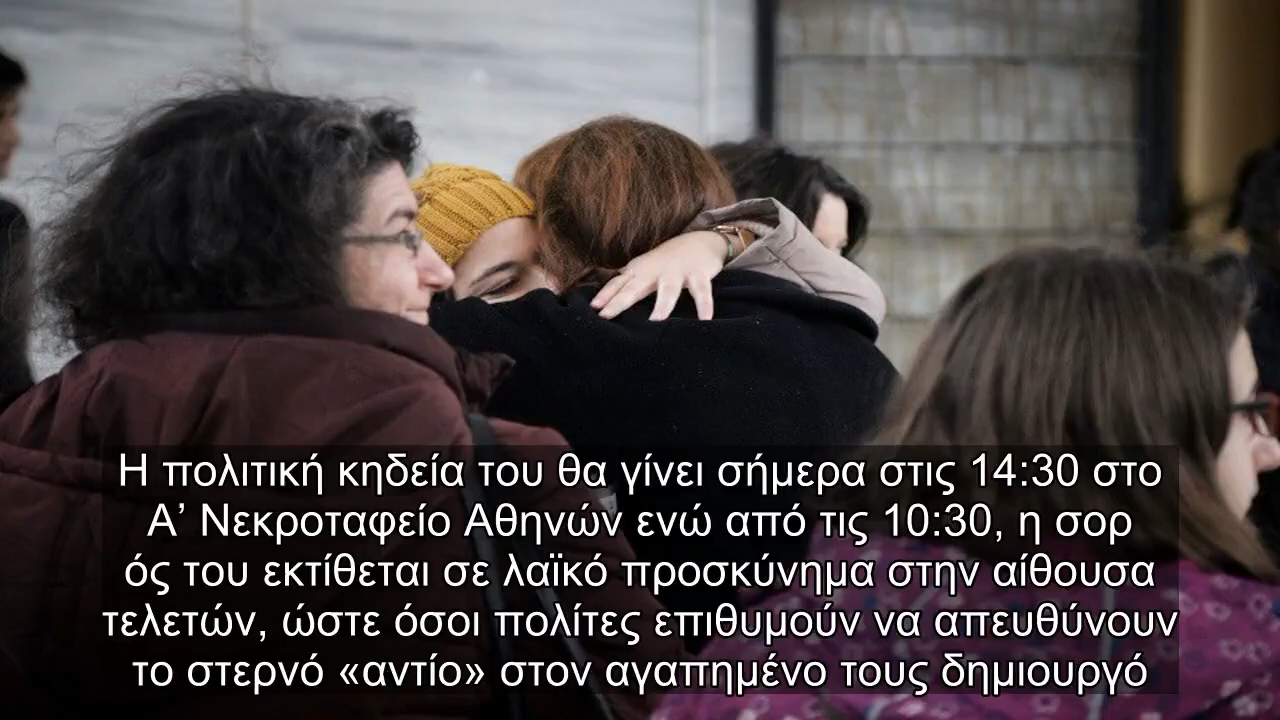 Η πολιτική κηδεία του θα γίνει σήμερα στις 14:30 στο
Α’ Νεκροταφείο Αθηνών ενώ από τις 10:30, η σορ
ός του εκτίθεται σε λαϊκό προσκύνημα στην αίθουσα
τελετών, ώστε όσοι πολίτες επιθυμούν να απευθύνουν
το στερνό «αντίο» στον αγαπημένο τους δημιουργό